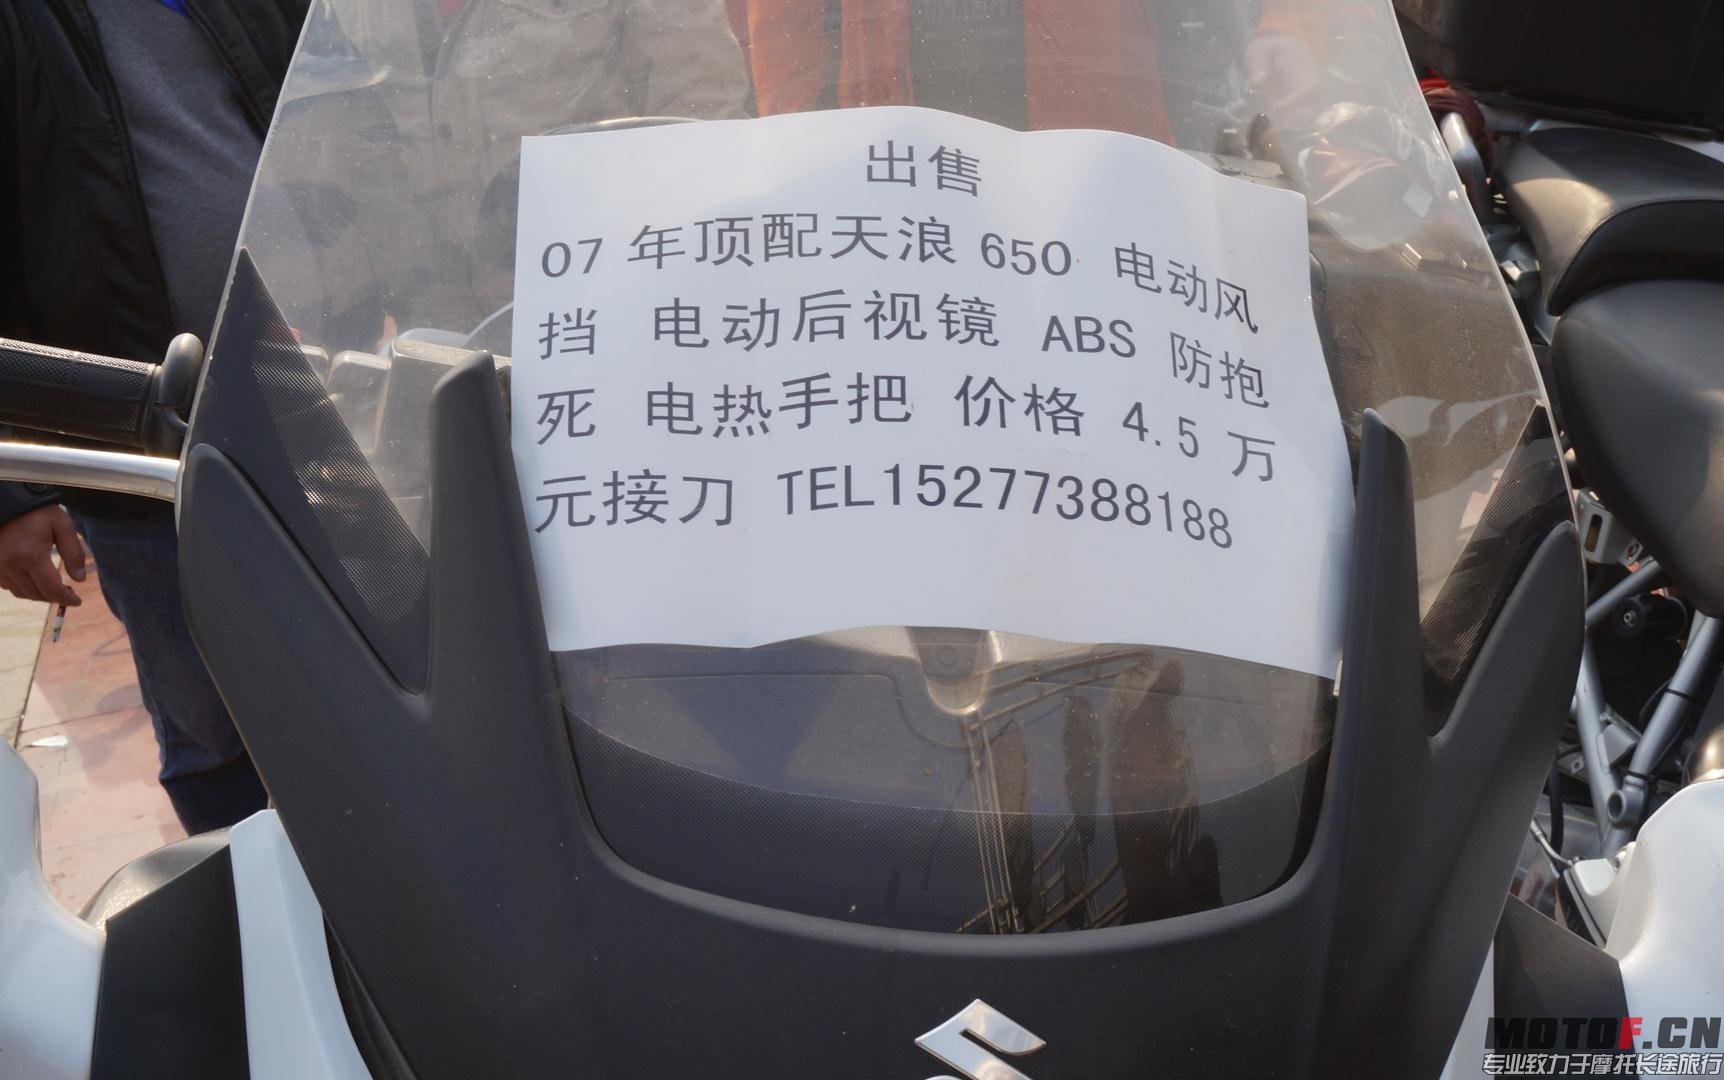 出售
07 年顶配天浪 650 电动风
挡 电动后视镜 ABS 防抱
死 电热手把 价格 4.5 万
元接刀 TEL15277388188
MOTOF.CN
专业致力于摩托长途旅行